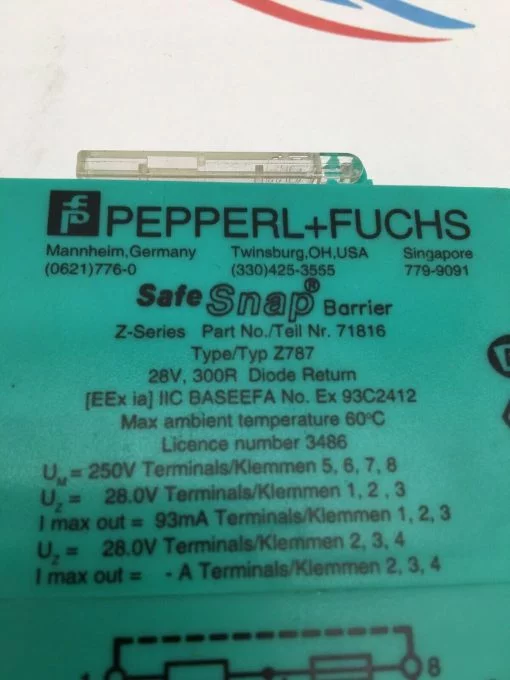 PEPPERL+FUCHS
Mannheim,Germany Twinsburg,OH,USA Singapore
(0621)776-0 (330)425-3555 779-9091
Safe Snap® Barrier
Z-Series Part No./Teil Nr. 71816
Type/Typ Z787
28V, 300R Diode Return
[EEx ia] IIC BASEEFA No. Ex 93C2412
Max ambient temperature 60°C
Licence number 3486
UM = 250V Terminals/Klemmen 5, 6, 7, 8
UZ = 28.0V Terminals/Klemmen 1, 2 , 3
I max out = 93mA Terminals/Klemmen 1, 2, 3
UZ = 28.0V Terminals/Klemmen 2, 3, 4
I max out = - A Terminals/Klemmen 2, 3, 4
1 8